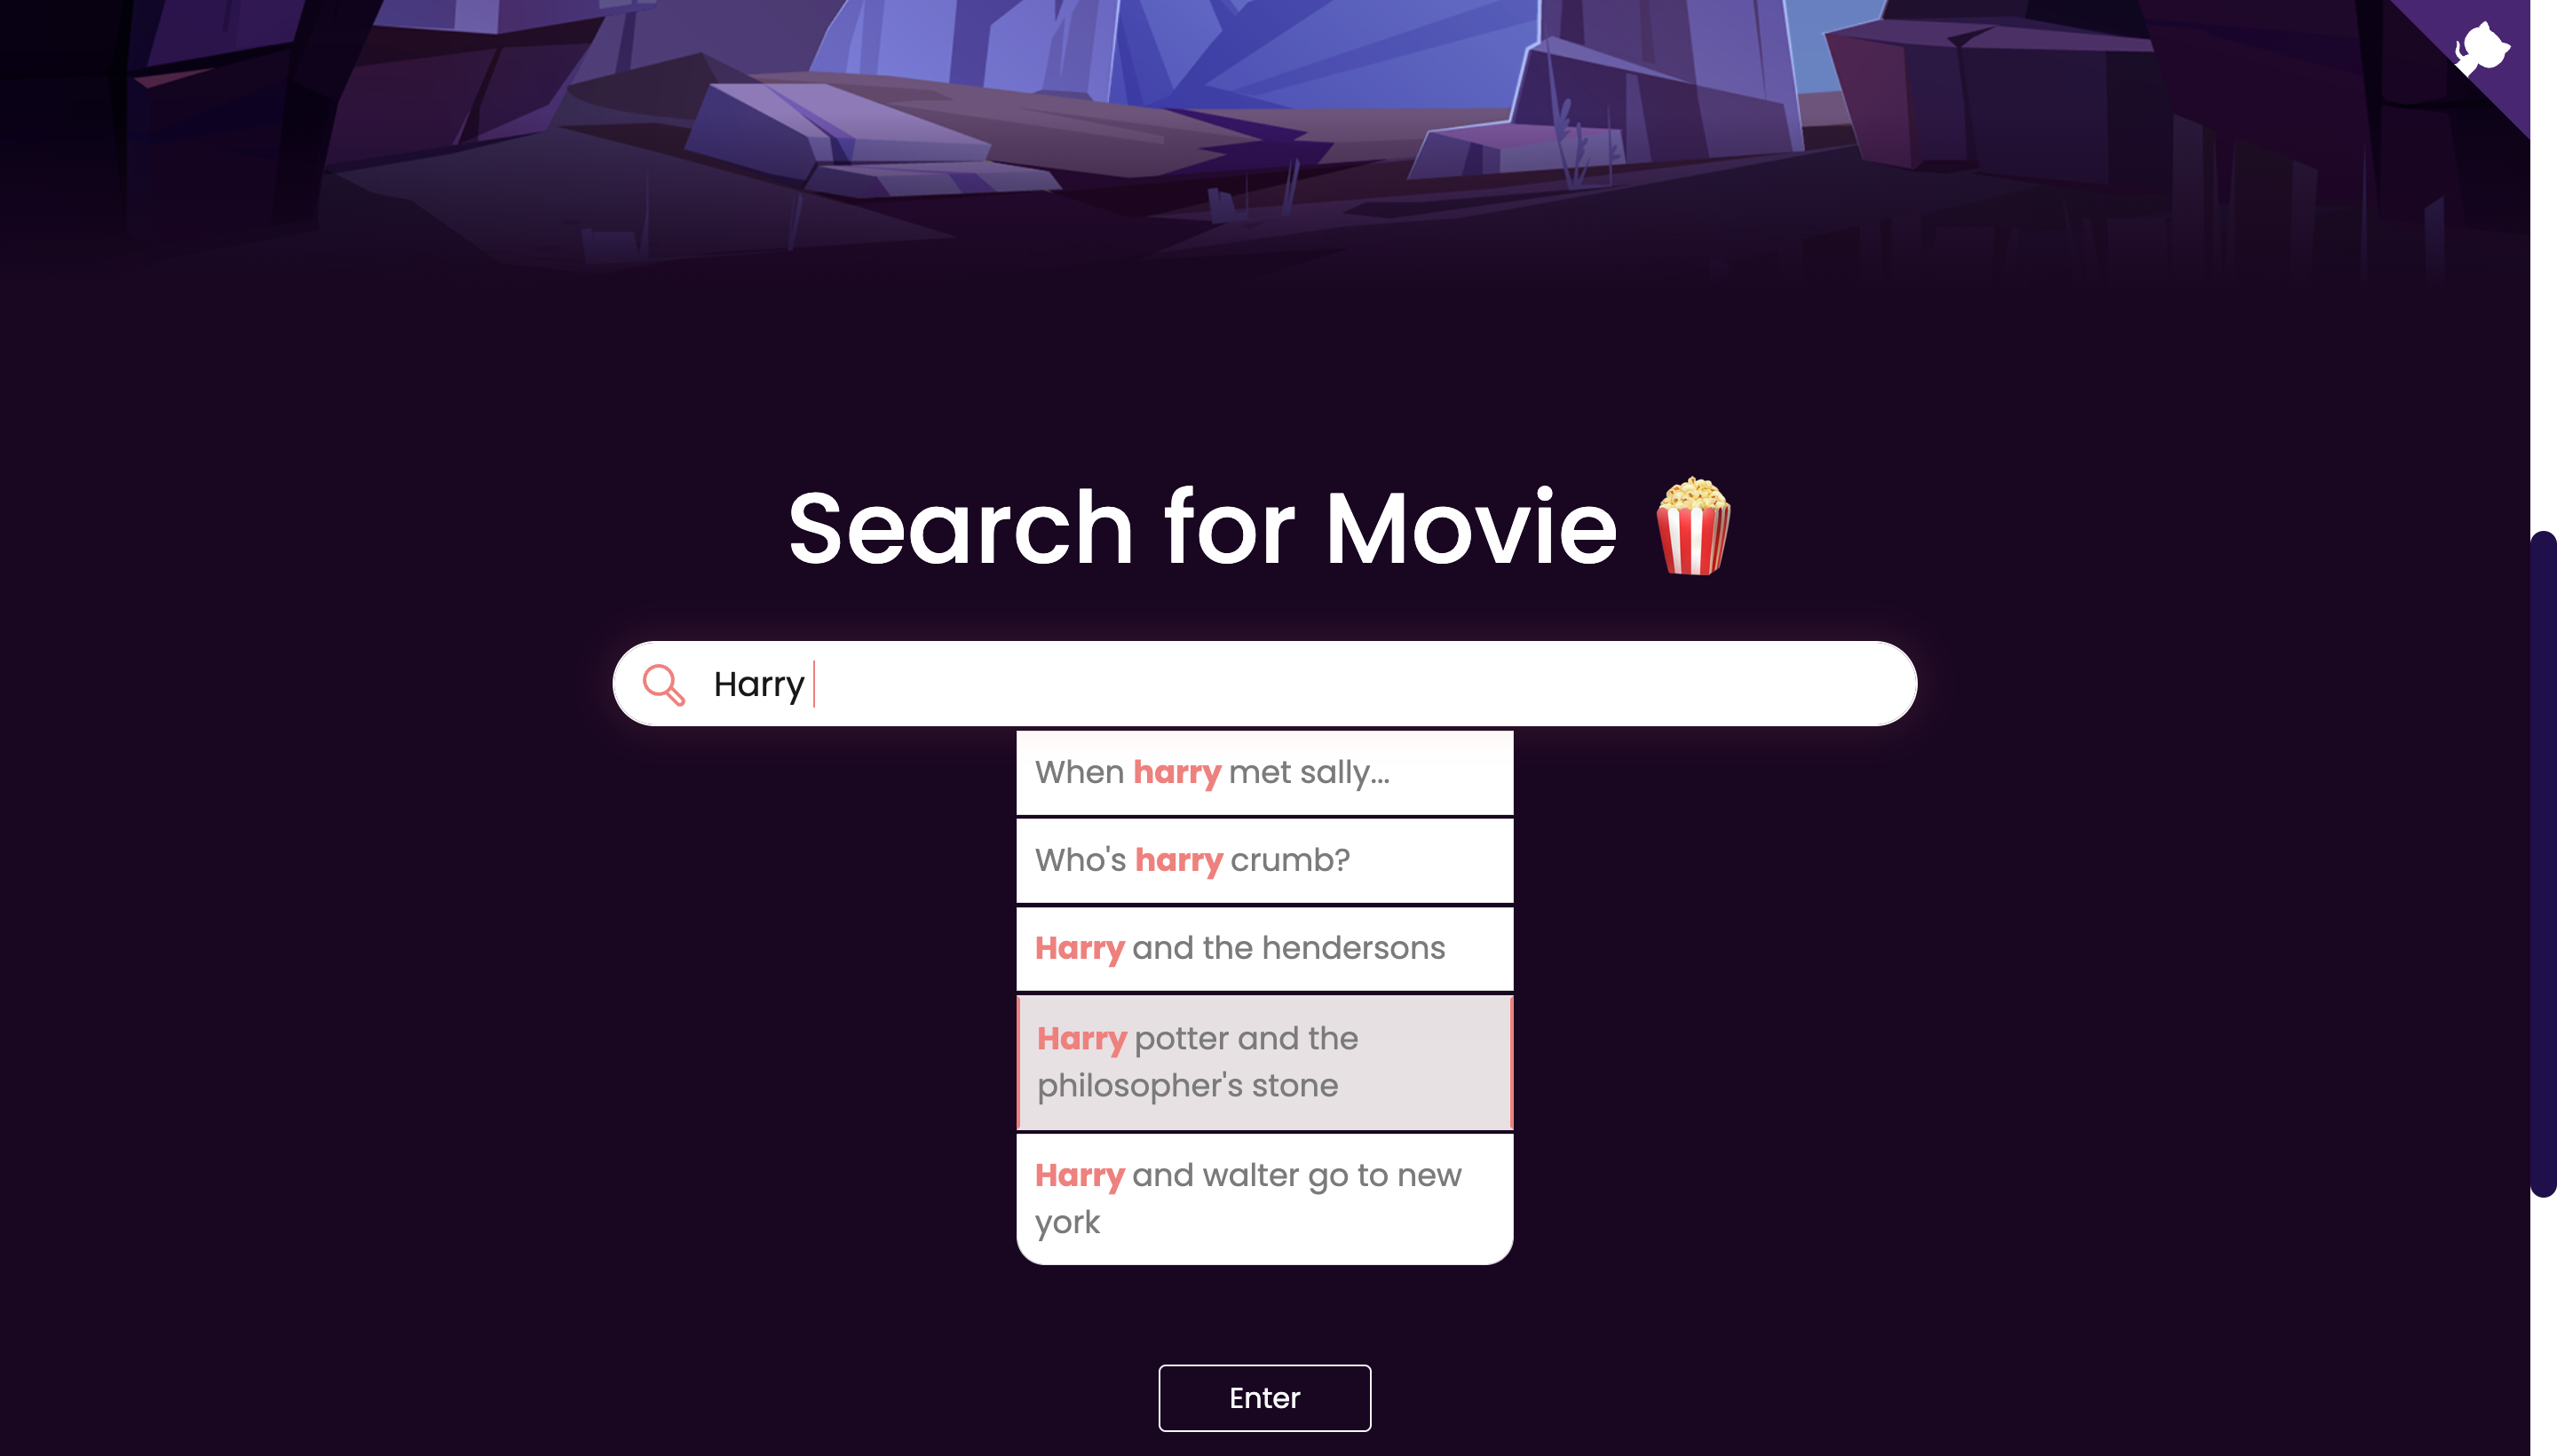 Search for Movie
Harry
When harry met sally...
Who's harry crumb?
Harry and the hendersons
Harry potter and the
philosopher's stone
Harry and walter go to new
york
Enter